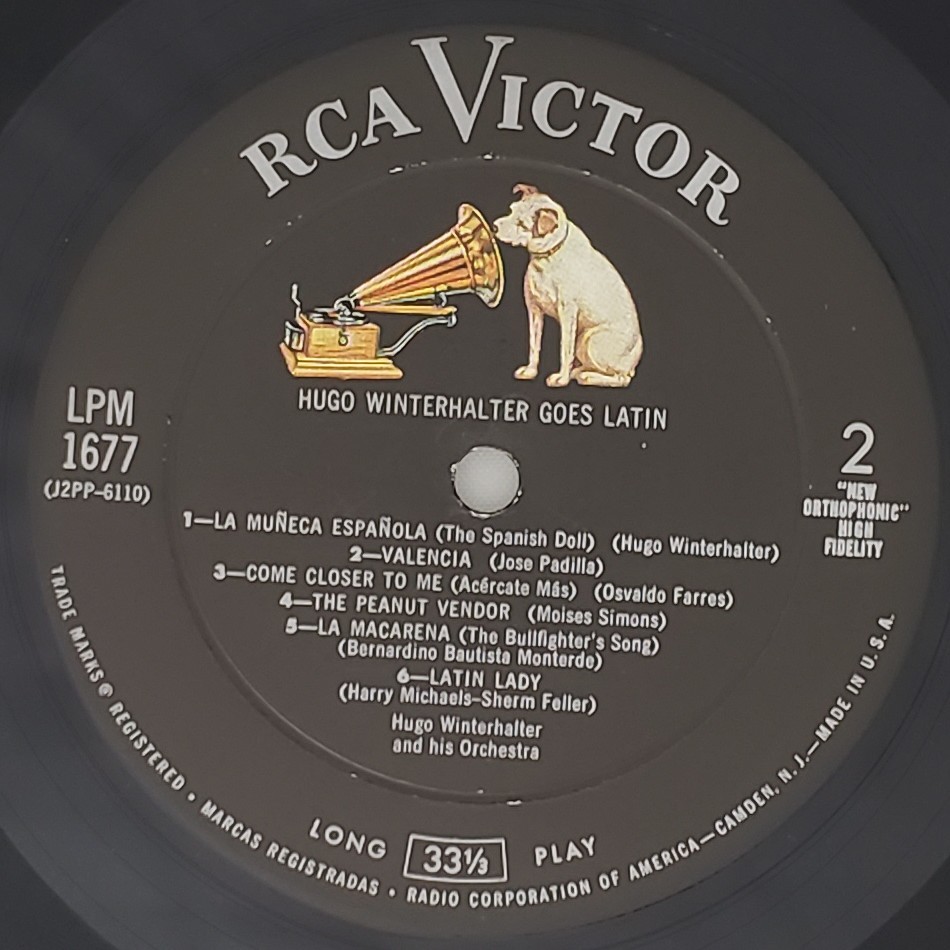 RCA VICTOR
HUGO WINTERHALTER GOES LATIN
LPM
1677
(J2PP-6110)
2
"NEW
ORTHOPHONIC"
HIGH
FIDELITY
1—LA MUÑECA ESPAÑOLA (The Spanish Doll) (Hugo Winterhalter)
2—VALENCIA (Jose Padilla)
3—COME CLOSER TO ME (Acércate Más) (Osvaldo Farres)
4—THE PEANUT VENDOR (Moises Simons)
5—LA MACARENA (The Bullfighter's Song)
(Bernardino Bautista Monterde)
6—LATIN LADY
(Harry Michaels-Sherm Feller)
Hugo Winterhalter
and his Orchestra
LONG 33⅓ PLAY
TRADE MARKS® REGISTERED • MARCAS REGISTRADAS • RADIO CORPORATION OF AMERICA—CAMDEN, N. J.—MADE IN U. S. A.